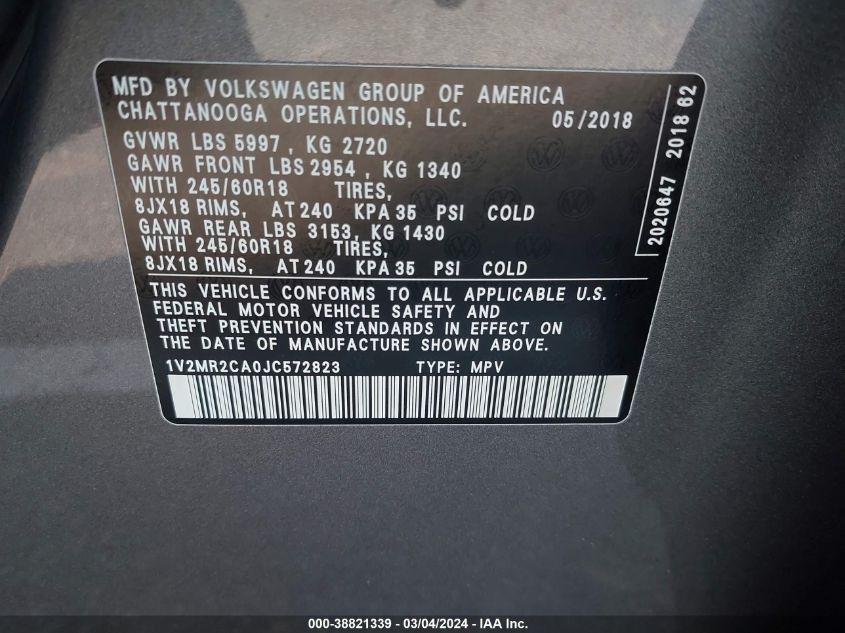 MFD BY VOLKSWAGEN GROUP OF AMERICA
CHATTANOOGA OPERATIONS, LLC. 05/2018
GVWR LBS 5997 , KG 2720
GAWR FRONT LBS 2954 , KG 1340
WITH 245/60R18 TIRES,
8JX18 RIMS, AT 240 KPA 35 PSI COLD
GAWR REAR LBS 3153, KG 1430
WITH 245/60R18 TIRES,
8JX18 RIMS, AT 240 KPA 35 PSI COLD
THIS VEHICLE CONFORMS TO ALL APPLICABLE U.S.
FEDERAL MOTOR VEHICLE SAFETY AND
THEFT PREVENTION STANDARDS IN EFFECT ON
THE DATE OF MANUFACTURE SHOWN ABOVE.
1V2MR2CA0JC572823 TYPE: MPV
2020647 2018 62
000-38821339 - 03/04/2024 - IAA Inc.